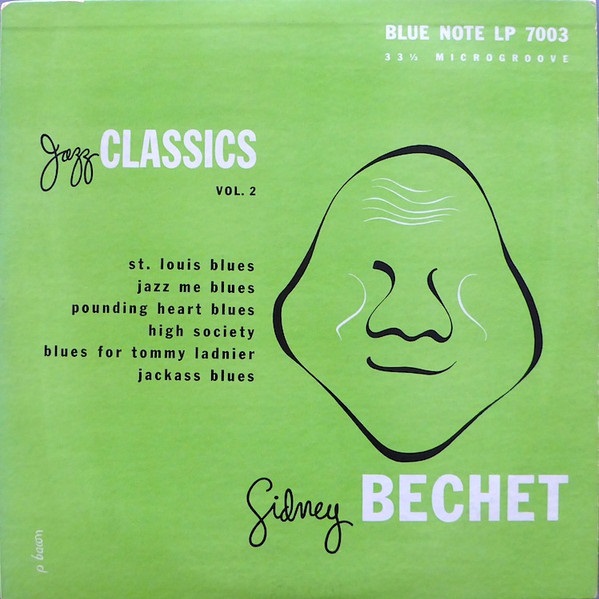 BLUE NOTE LP 7003
33⅓ MICROGROOVE
Jazz CLASSICS
VOL. 2
st. louis blues
jazz me blues
pounding heart blues
high society
blues for tommy ladnier
jackass blues
Sidney BECHET
p bacon